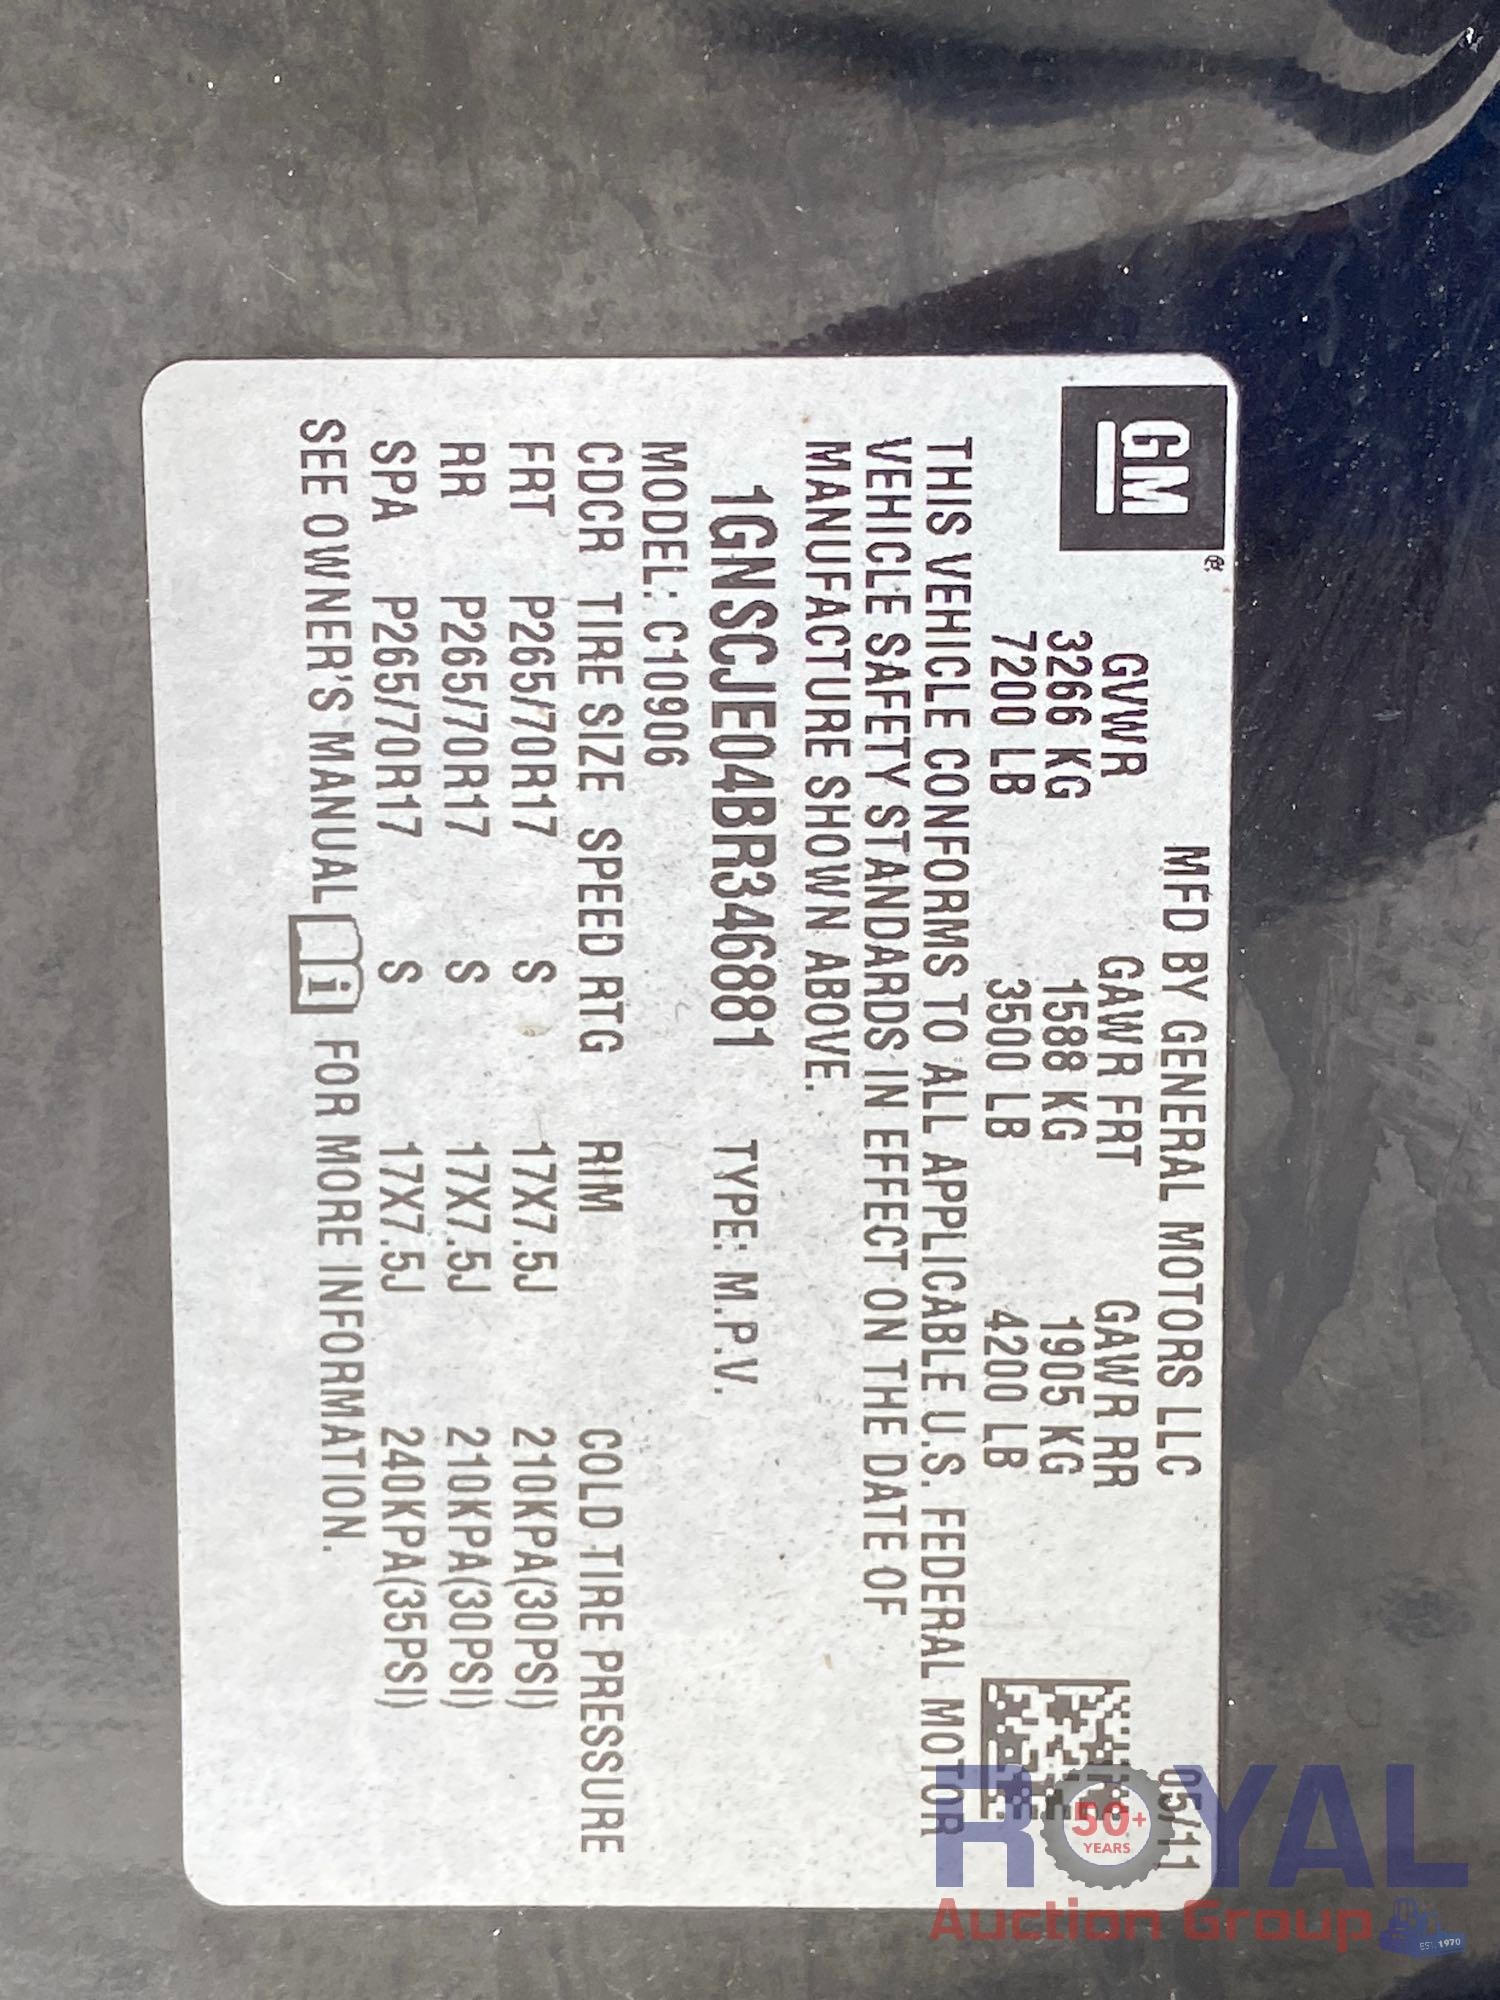 GM
MFD BY GENERAL MOTORS LLC 05/11
GVWR GAWR FRT GAWR RR
3266 KG 1588 KG 1905 KG
7200 LB 3500 LB 4200 LB
THIS VEHICLE CONFORMS TO ALL APPLICABLE U.S. FEDERAL MOTOR
VEHICLE SAFETY STANDARDS IN EFFECT ON THE DATE OF
MANUFACTURE SHOWN ABOVE.
1GNSCJE04BR346881 TYPE: M.P.V.
MODEL: C10906
CDCR TIRE SIZE SPEED RTG RIM COLD TIRE PRESSURE
FRT P265/70R17 S 17X7.5J 210KPA(30PSI)
RR P265/70R17 S 17X7.5J 210KPA(30PSI)
SPA P265/70R17 S 17X7.5J 240KPA(35PSI)
SEE OWNER'S MANUAL i FOR MORE INFORMATION.
ROYAL
50+
YEARS
Auction Group
EST. 1970